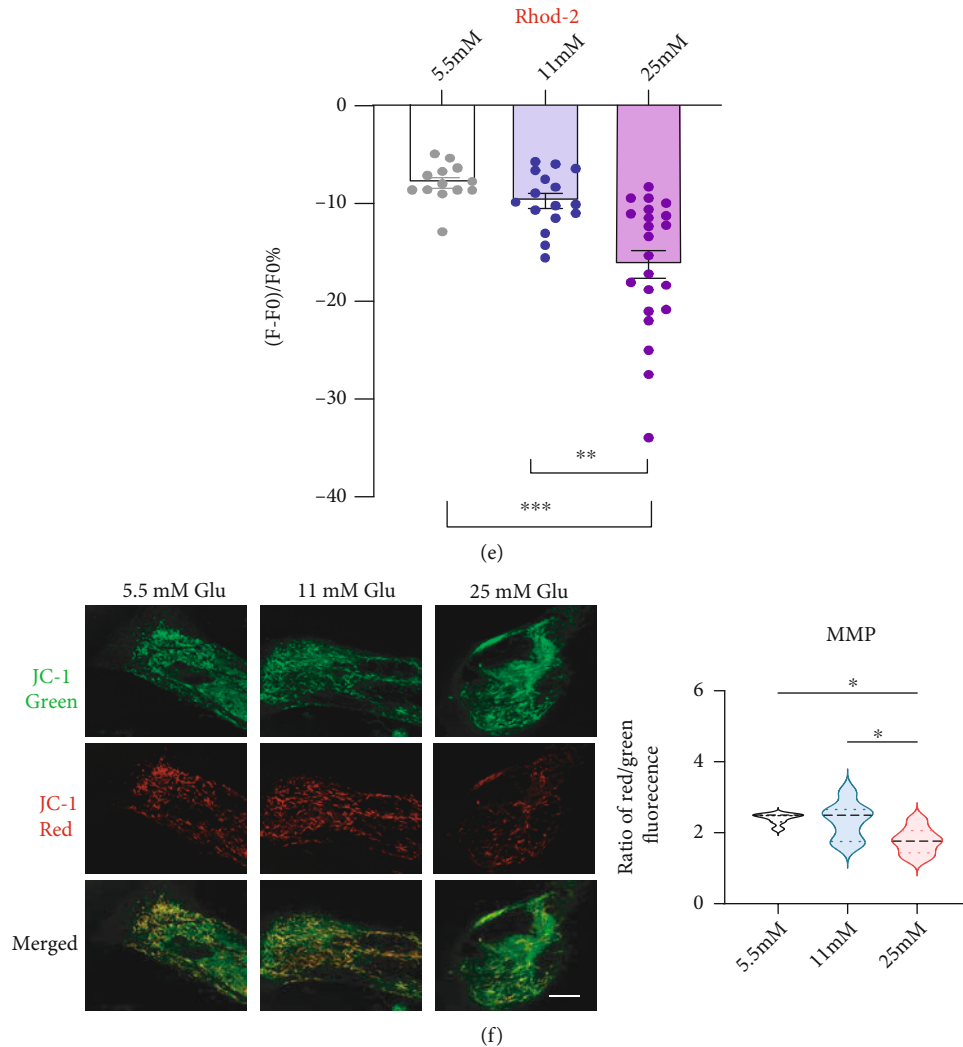 Rhod-2
5.5mM
11mM
25mM
0
−10
−20
−30
−40
(F-F0)/F0%
**
***
(e)
5.5 mM Glu
11 mM Glu
25 mM Glu
JC-1
Green
JC-1
Red
Merged
MMP
6
4
2
0
Ratio of red/green
fluorecence
*
*
5.5mM
11mM
25mM
(f)